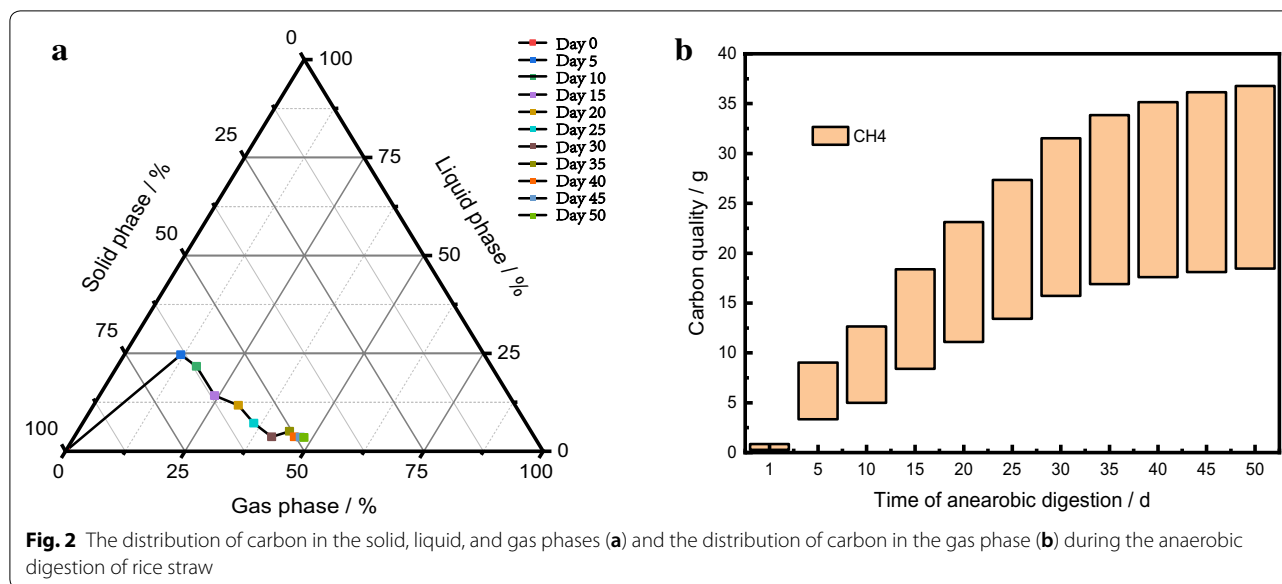 a
0
100
25
75
50
50
75
25
100
0
0
25
50
75
100
Solid phase / %
Liquid phase / %
Gas phase / %
Day 0
Day 5
Day 10
Day 15
Day 20
Day 25
Day 30
Day 35
Day 40
Day 45
Day 50
b
40
35
30
25
20
15
10
5
0
Carbon quality / g
CH4
1 5 10 15 20 25 30 35 40 45 50
Time of anearobic digestion / d
Fig. 2 The distribution of carbon in the solid, liquid, and gas phases (a) and the distribution of carbon in the gas phase (b) during the anaerobic
digestion of rice straw